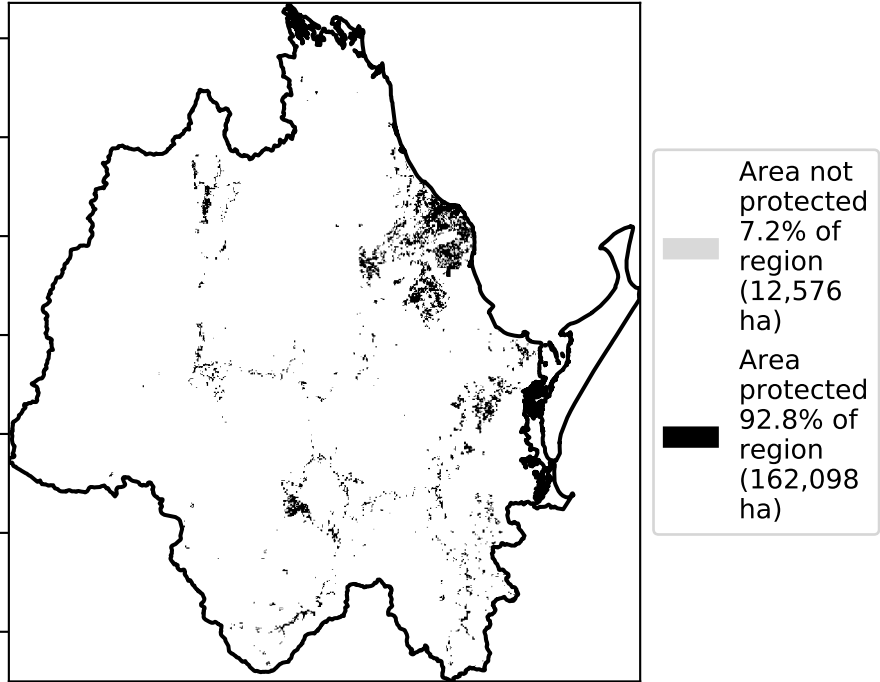 Area not
protected
7.2% of
region
(12,576
ha)
Area
protected
92.8% of
region
(162,098
ha)